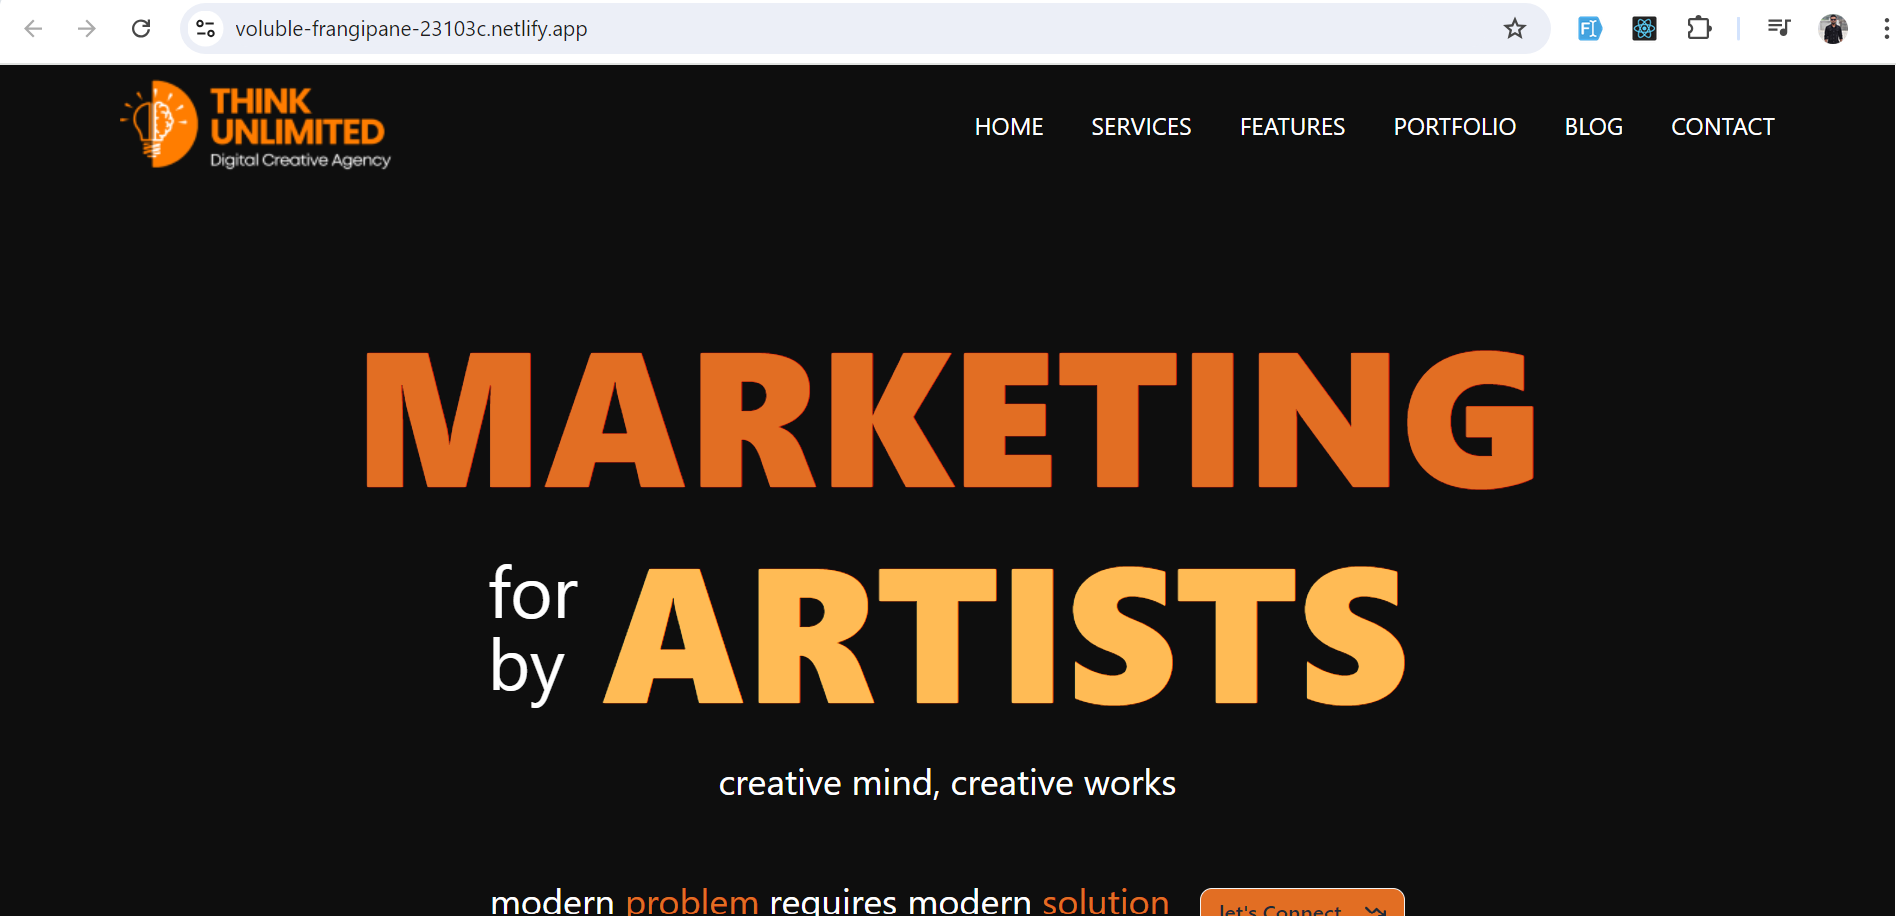 voluble-frangipane-23103c.netlify.app
THINK
UNLIMITED
Digital Creative Agency
HOME SERVICES FEATURES PORTFOLIO BLOG CONTACT
MARKETING
for
by
ARTISTS
creative mind, creative works
modern problem requires modern solution
let's Connect